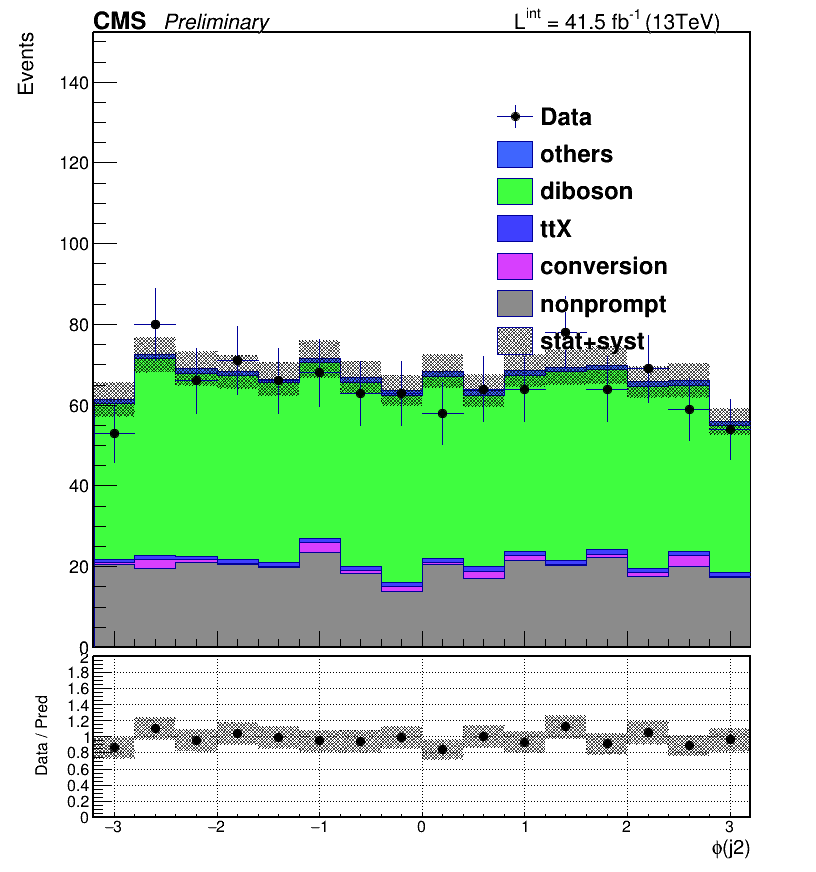 CMS Preliminary L^int = 41.5 fb^-1 (13TeV)
Events
140
120
100
80
60
40
20
0
Data
others
diboson
ttX
conversion
nonprompt
stat+syst
Data / Pred
2
1.8
1.6
1.4
1.2
1
0.8
0.6
0.4
0.2
0
−3 −2 −1 0 1 2 3
ϕ(j2)